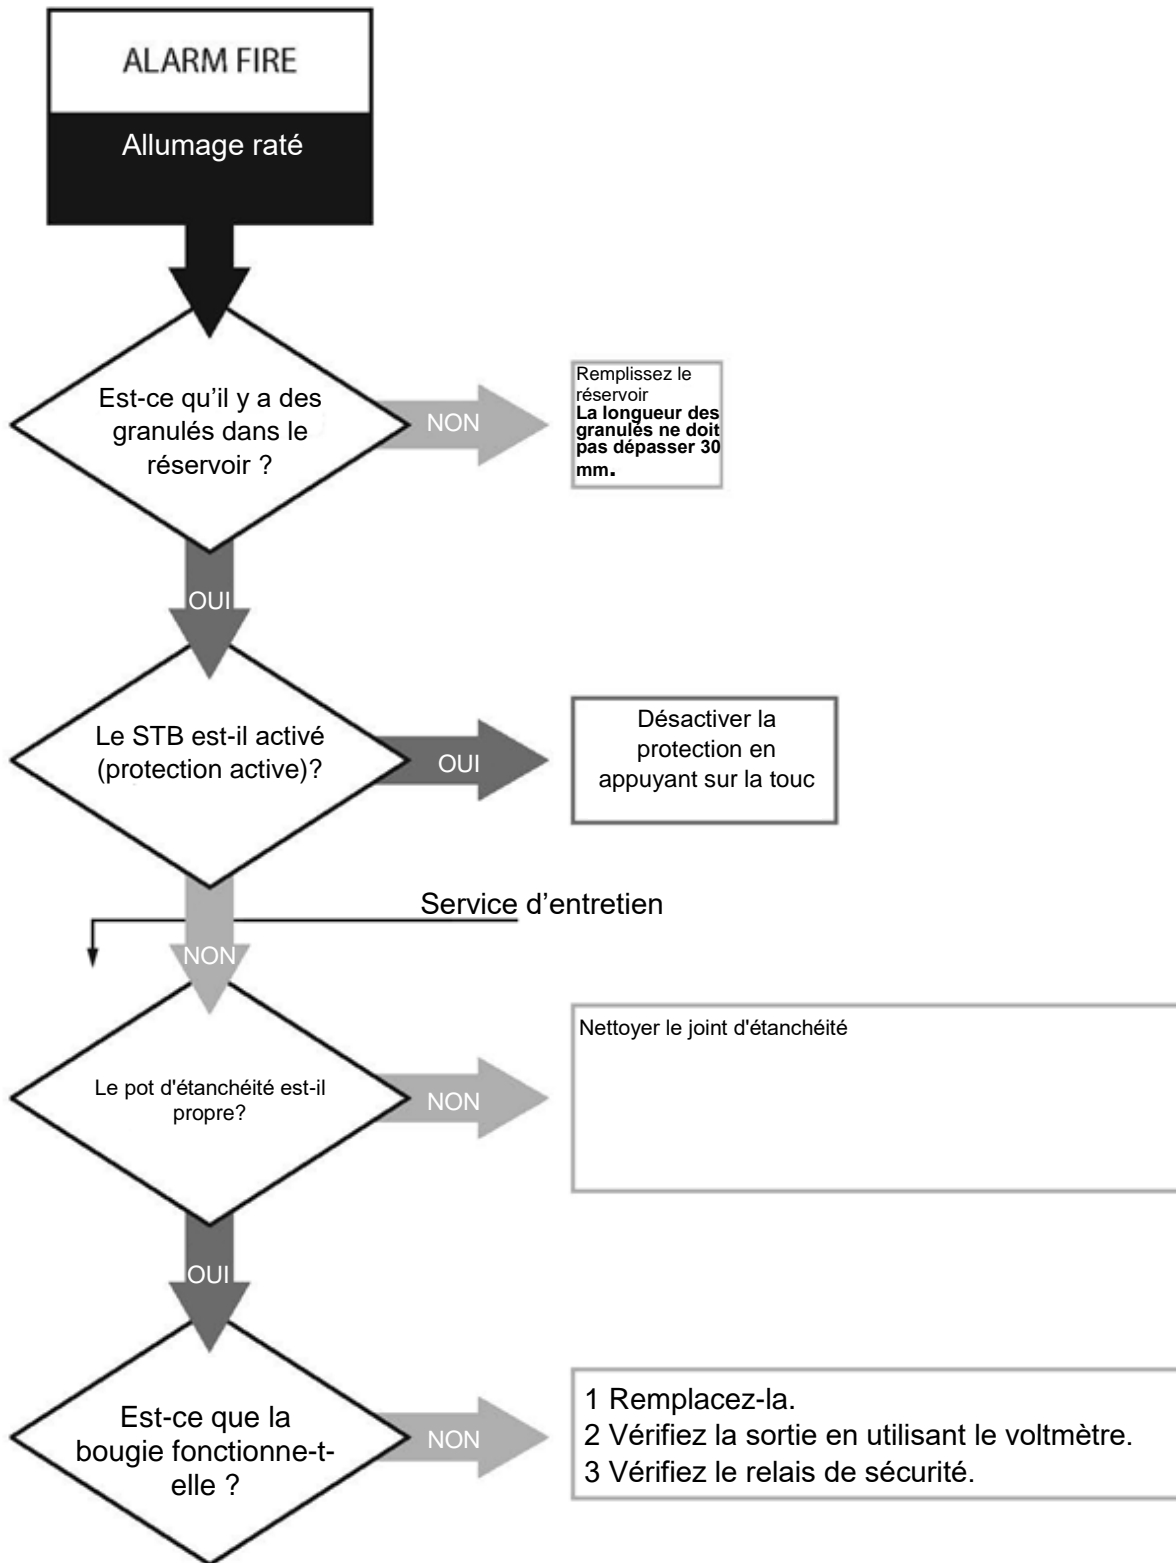 ALARM FIRE
Allumage raté
Est-ce qu'il y a des
granulés dans le
réservoir ?
NON
Remplissez le
réservoir
La longueur des
granulés ne doit
pas dépasser 30
mm.
OUI
Le STB est-il activé
(protection active)?
OUI
Désactiver la
protection en
appuyant sur la touc
Service d'entretien
NON
Le pot d'étanchéité est-il
propre?
NON
Nettoyer le joint d'étanchéité
OUI
Est-ce que la
bougie fonctionne-t-
elle ?
NON
1 Remplacez-la.
2 Vérifiez la sortie en utilisant le voltmètre.
3 Vérifiez le relais de sécurité.